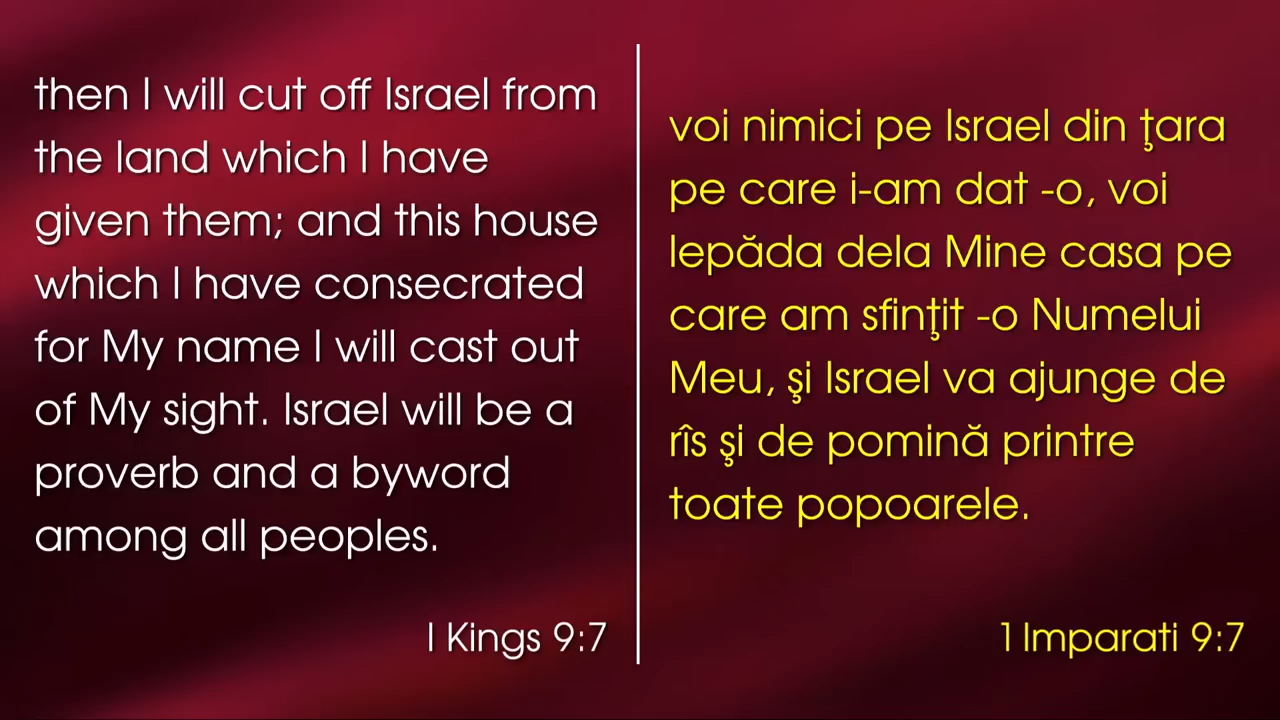 then I will cut off Israel from
the land which I have
given them; and this house
which I have consecrated
for My name I will cast out
of My sight. Israel will be a
proverb and a byword
among all peoples.
I Kings 9:7
voi nimici pe Israel din ţara
pe care i-am dat -o, voi
lepăda dela Mine casa pe
care am sfinţit -o Numelui
Meu, şi Israel va ajunge de
rîs şi de pomină printre
toate popoarele.
1 Imparati 9:7